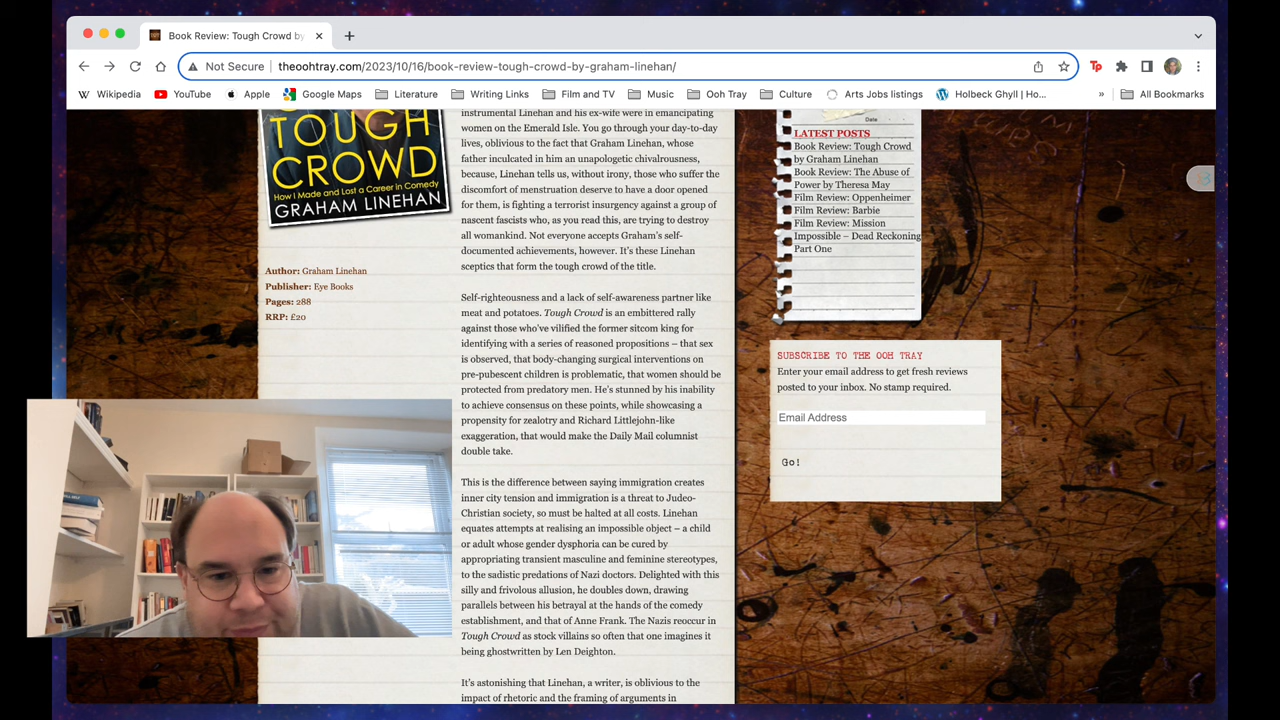 Book Review: Tough Crowd by
Not Secure
theoohtray.com/2023/10/16/book-review-tough-crowd-by-graham-linehan/
Wikipedia
YouTube
Apple
Google Maps
Literature
Writing Links
Film and TV
Music
Ooh Tray
Culture
Arts Jobs listings
Holbeck Ghyll | Ho...
»
All Bookmarks
TOUGH
CROWD
How I Made and Lost a Career in Comedy
GRAHAM LINEHAN
Author: Graham Linehan
Publisher: Eye Books
Pages: 288
RRP: £20
instrumental Linehan and his ex-wife were in emancipating
women on the Emerald Isle. You go through your day-to-day
lives, oblivious to the fact that Graham Linehan, whose
father inculcated in him an unapologetic chivalrousness,
because, Linehan tells us, without irony, those who suffer the
discomfort of menstruation deserve to have a door opened
for them, is fighting a terrorist insurgency against a group of
nascent fascists who, as you read this, are trying to destroy
all womankind. Not everyone accepts Graham's self-
documented achievements, however. It's these Linehan
sceptics that form the tough crowd of the title.
Self-righteousness and a lack of self-awareness partner like
meat and potatoes. Tough Crowd is an embittered rally
against those who've vilified the former sitcom king for
identifying with a series of reasoned propositions – that sex
is observed, that body-changing surgical interventions on
pre-pubescent children is problematic, that women should be
protected from predatory men. He's stunned by his inability
to achieve consensus on these points, while showcasing a
propensity for zealotry and Richard Littlejohn-like
exaggeration, that would make the Daily Mail columnist
double take.
This is the difference between saying immigration creates
inner city tension and immigration is a threat to Judeo-
Christian society, so must be halted at all costs. Linehan
equates attempts at realising an impossible object – a child
or adult whose gender dysphoria can be cured by
appropriating transient masculine and feminine stereotypes,
to the sadistic predations of Nazi doctors. Delighted with this
silly and frivolous allusion, he doubles down, drawing
parallels between his betrayal at the hands of the comedy
establishment, and that of Anne Frank. The Nazis reoccur in
Tough Crowd as stock villains so often that one imagines it
being ghostwritten by Len Deighton.
It's astonishing that Linehan, a writer, is oblivious to the
impact of rhetoric and the framing of arguments in
Date
LATEST POSTS
Book Review: Tough Crowd
by Graham Linehan
Book Review: The Abuse of
Power by Theresa May
Film Review: Oppenheimer
Film Review: Barbie
Film Review: Mission
Impossible – Dead Reckoning
Part One
SUBSCRIBE TO THE OOH TRAY
Enter your email address to get fresh reviews
posted to your inbox. No stamp required.
Email Address
Go!